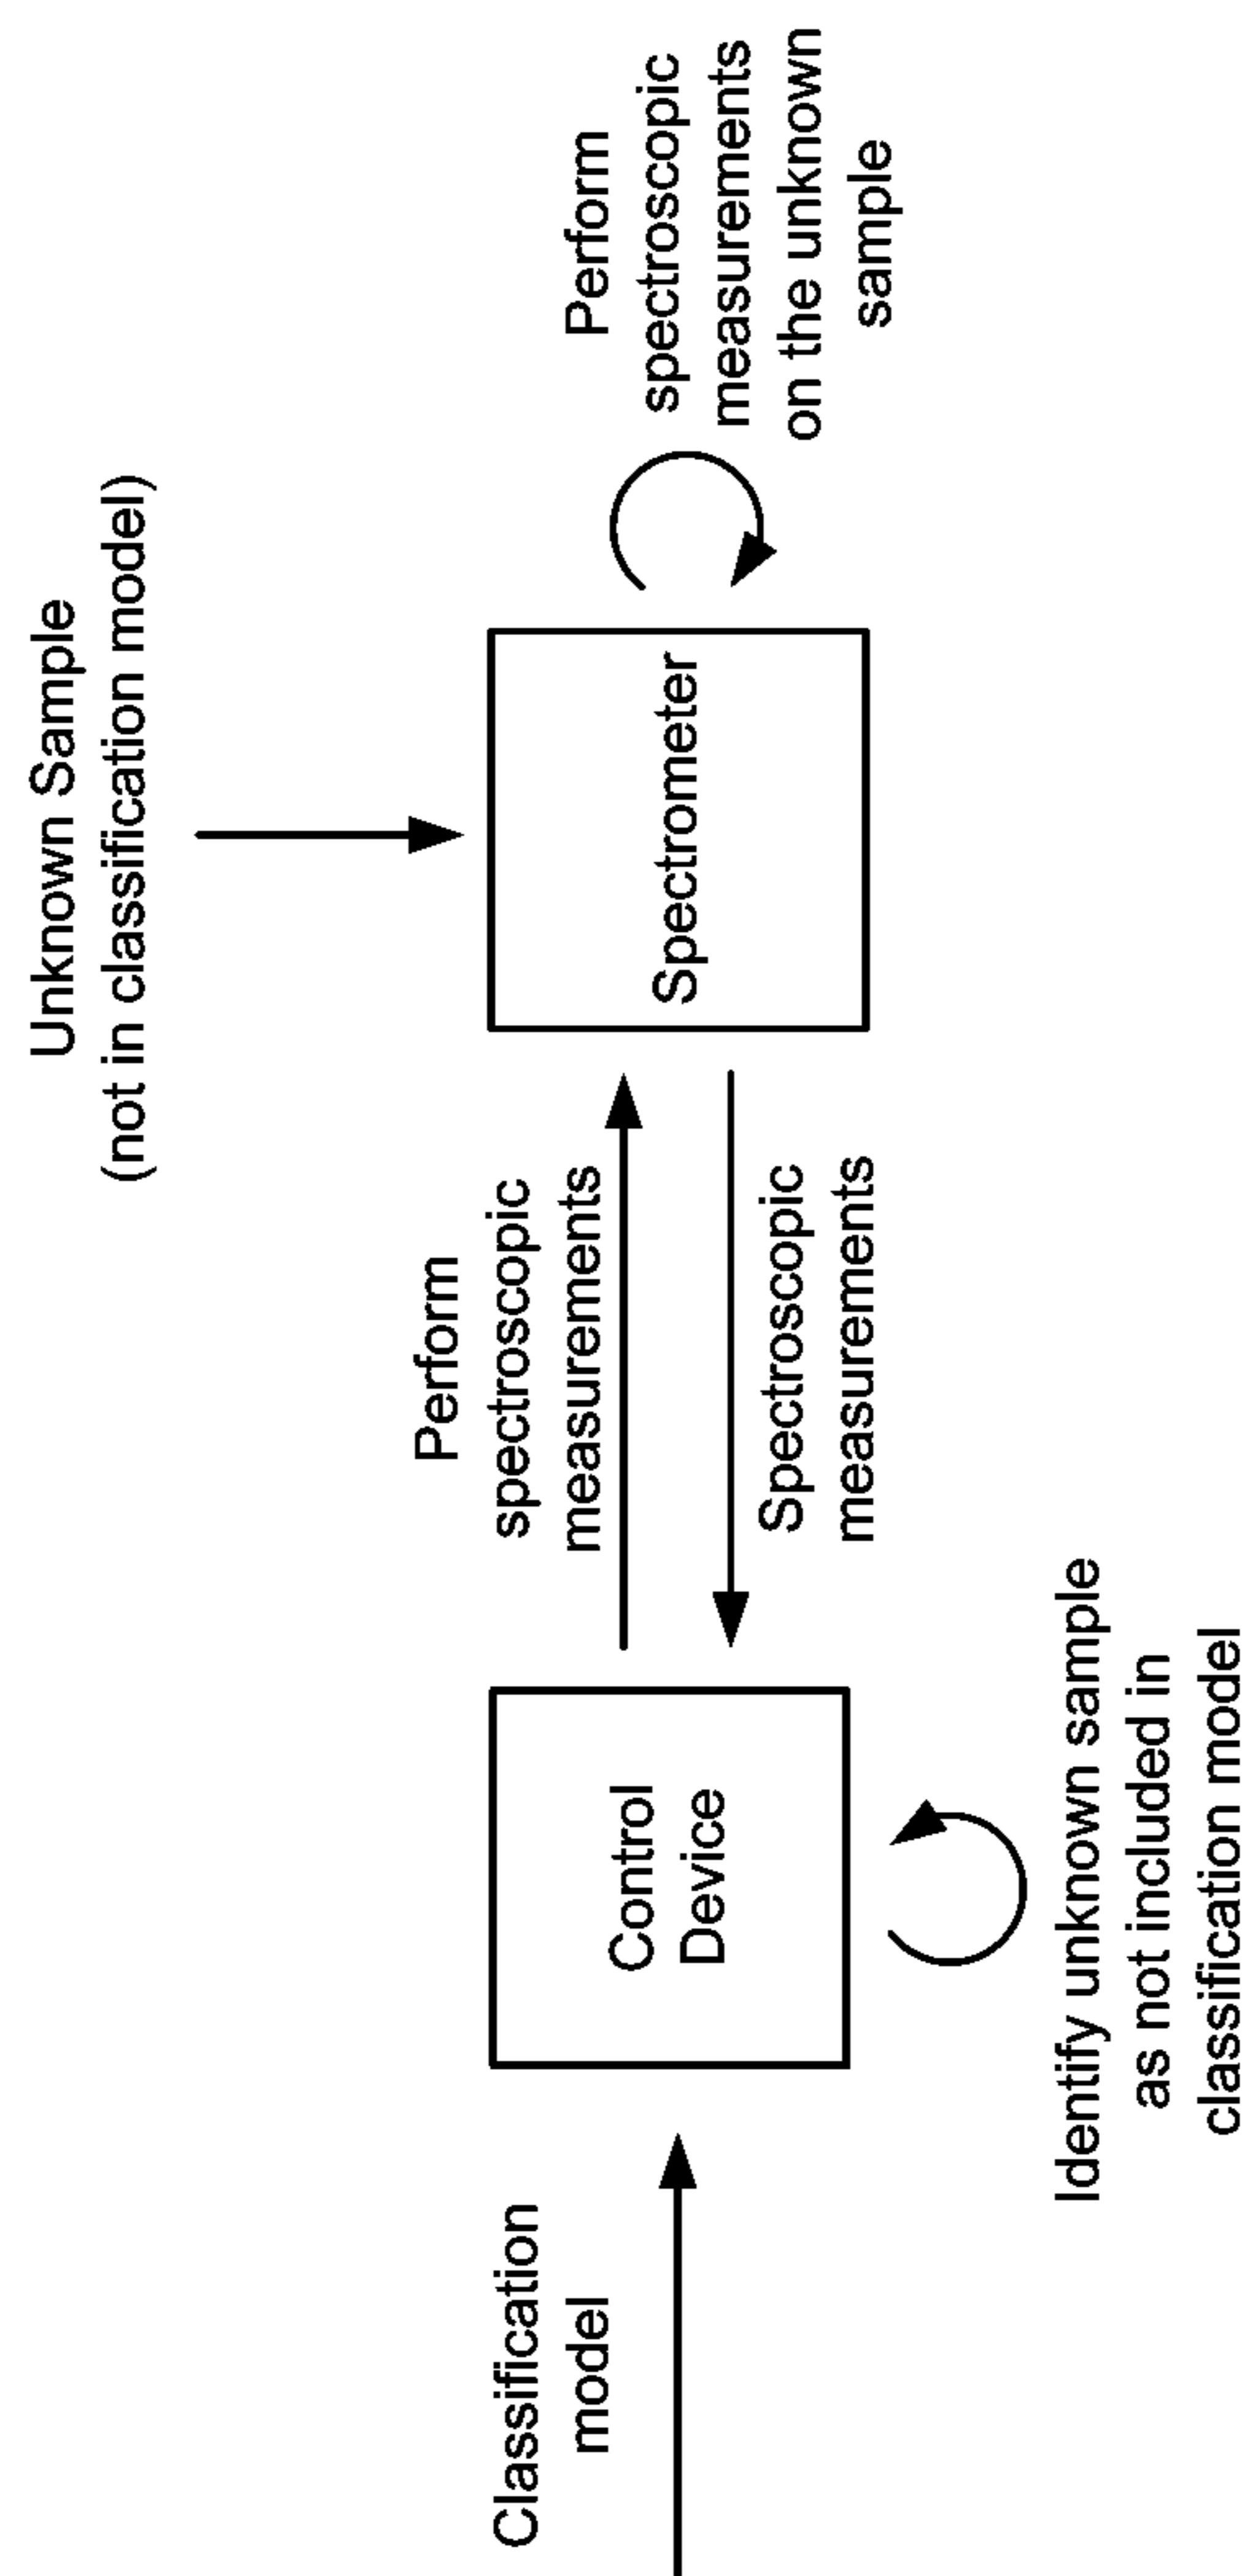 Classification
model
Control
Device
Identify unknown sample
as not included in
classification model
Perform
spectroscopic
measurements
Spectroscopic
measurements
Unknown Sample
(not in classification model)
Spectrometer
Perform
spectroscopic
measurements
on the unknown
sample